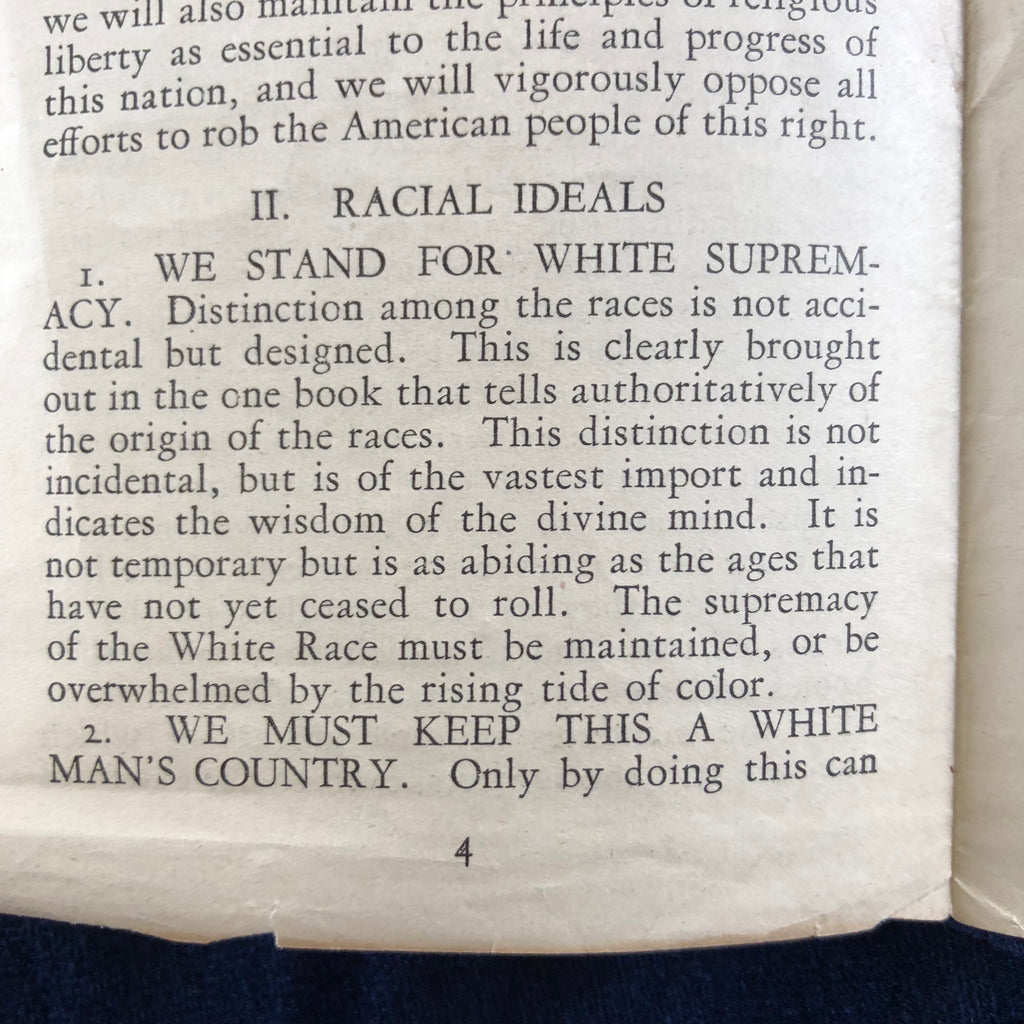 we will also maintain the principles of religious
liberty as essential to the life and progress of
this nation, and we will vigorously oppose all
efforts to rob the American people of this right.
II. RACIAL IDEALS
1. WE STAND FOR WHITE SUPREM-
ACY. Distinction among the races is not acci-
dental but designed. This is clearly brought
out in the one book that tells authoritatively of
the origin of the races. This distinction is not
incidental, but is of the vastest import and in-
dicates the wisdom of the divine mind. It is
not temporary but is as abiding as the ages that
have not yet ceased to roll. The supremacy
of the White Race must be maintained, or be
overwhelmed by the rising tide of color.
2. WE MUST KEEP THIS A WHITE
MAN'S COUNTRY. Only by doing this can
4